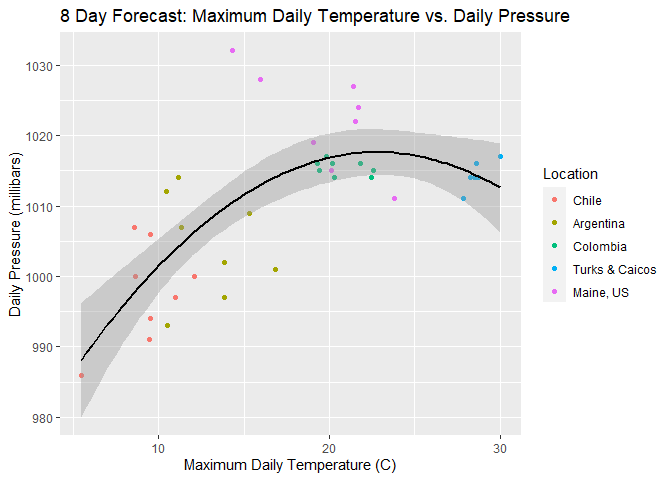 8 Day Forecast: Maximum Daily Temperature vs. Daily Pressure
1030
1020
1010
1000
990
980
Daily Pressure (millibars)
10
20
30
Maximum Daily Temperature (C)
Location
Chile
Argentina
Colombia
Turks & Caicos
Maine, US